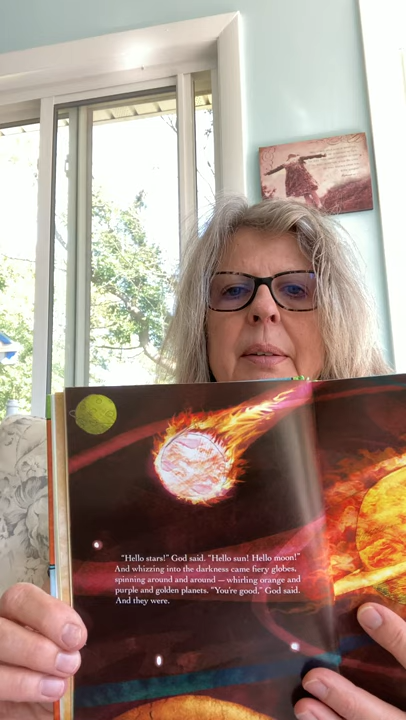 "Hello stars!" God said. "Hello sun! Hello moon!"
And whizzing into the darkness came fiery globes,
spinning around and around — whirling orange and
purple and golden planets. "You're good," God said.
And they were.